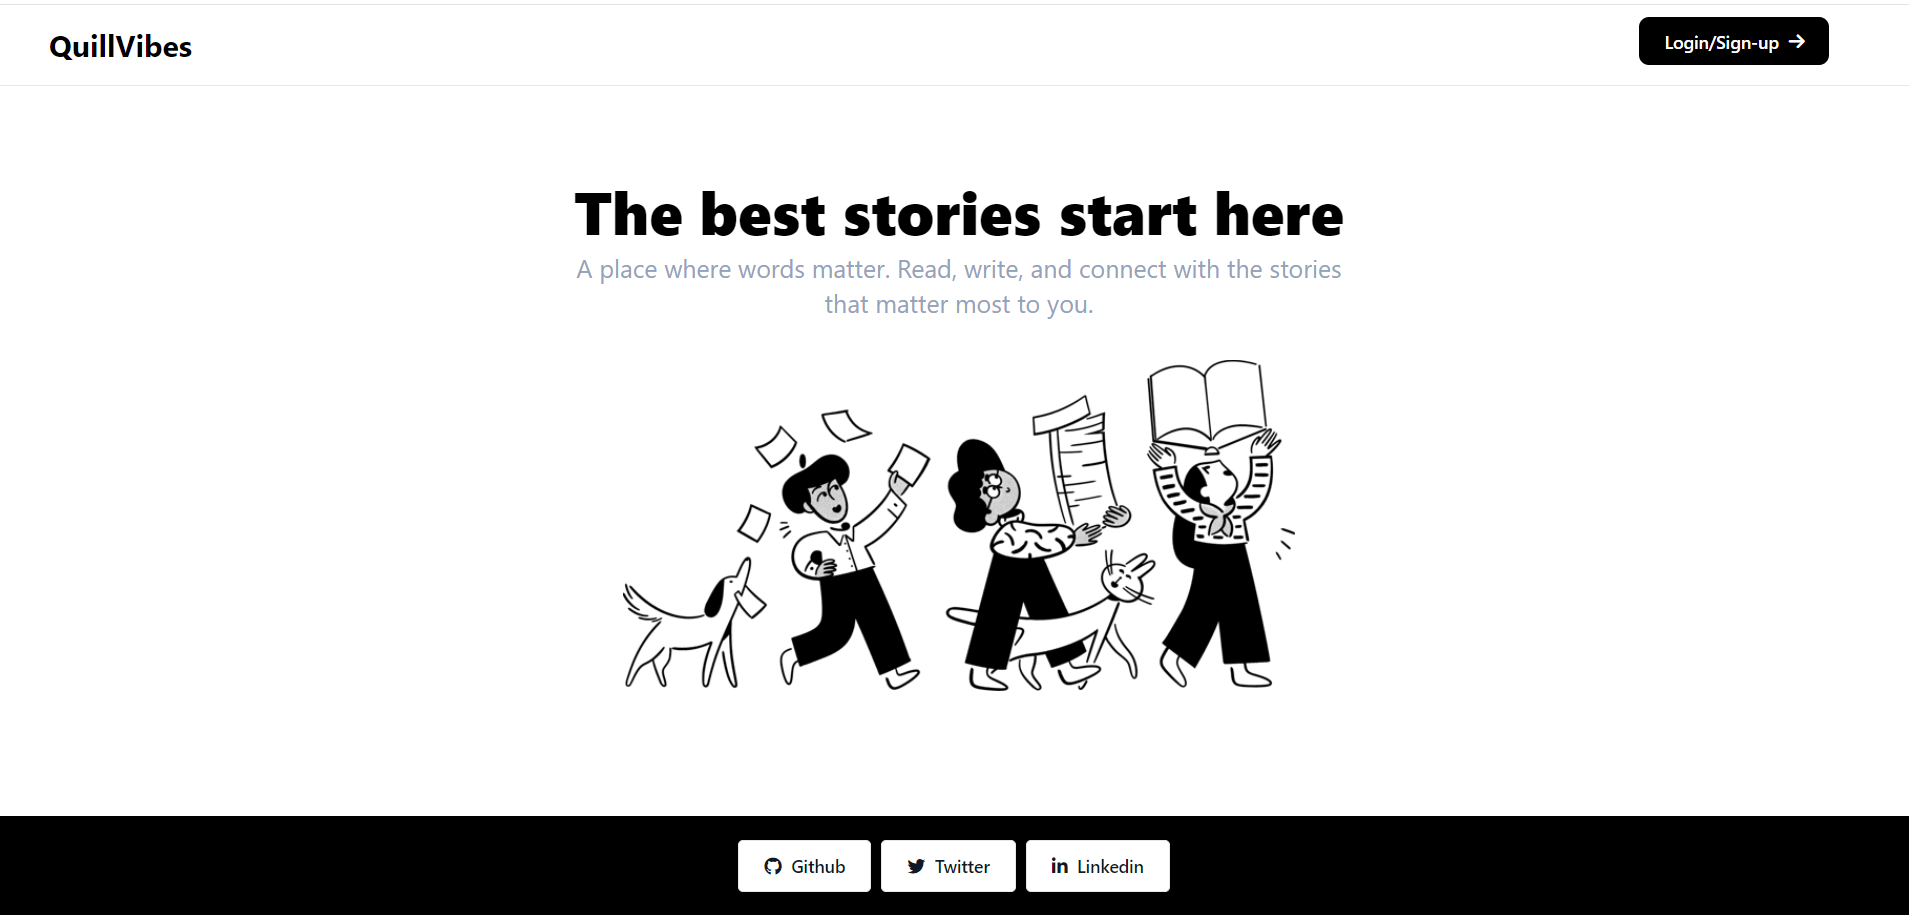 QuillVibes
Login/Sign-up
The best stories start here
A place where words matter. Read, write, and connect with the stories
that matter most to you.
Github
Twitter
Linkedin